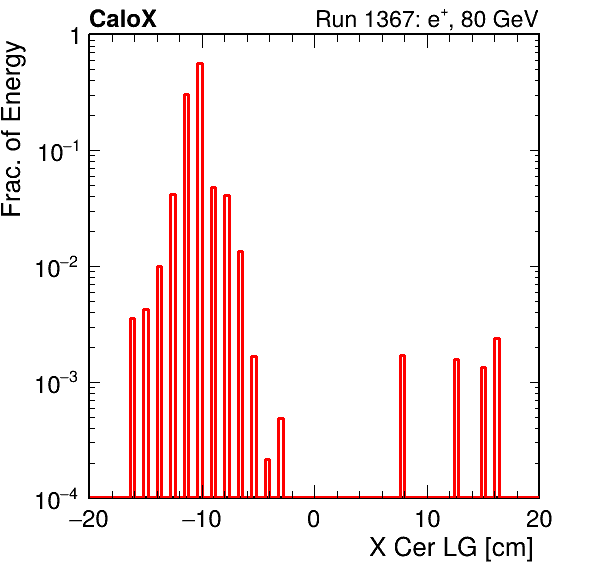 CaloX Run 1367: e⁺, 80 GeV
Frac. of Energy
1
10⁻¹
10⁻²
10⁻³
10⁻⁴
−20 −10 0 10 20
X Cer LG [cm]